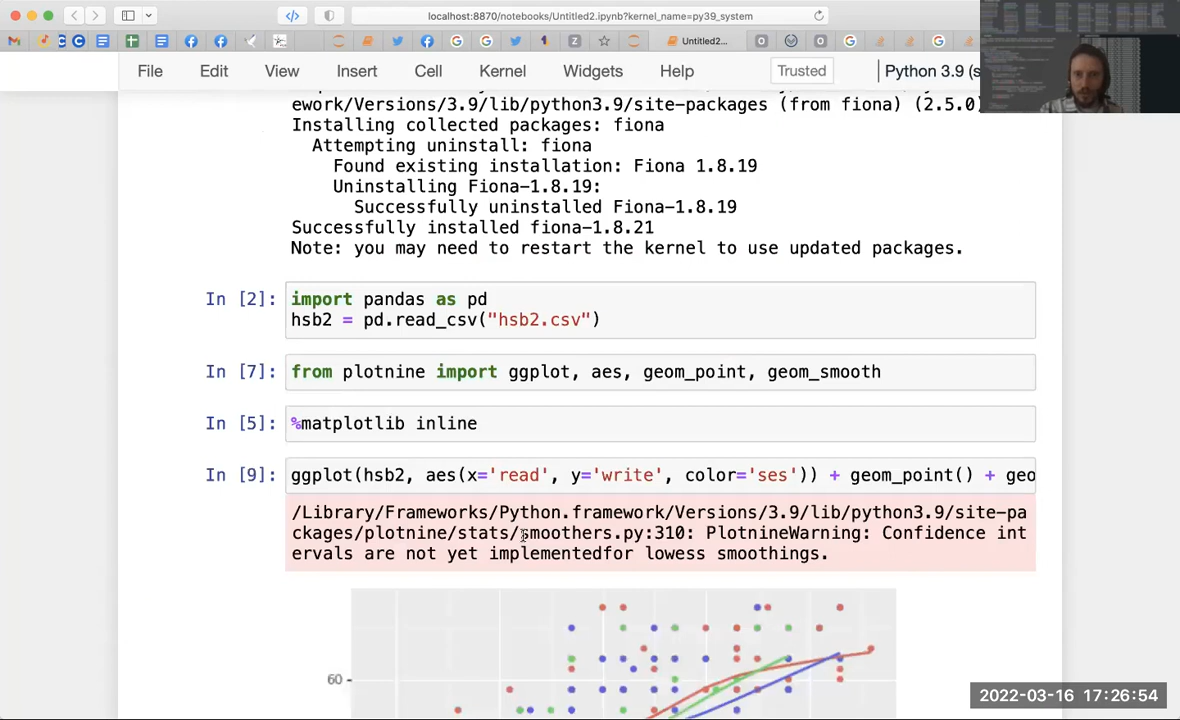 localhost:8870/notebooks/Untitled2.ipynb?kernel_name=py39_system
Untitled2...
File Edit View Insert Cell Kernel Widgets Help Trusted Python 3.9 (s
ework/Versions/3.9/lib/python3.9/site-packages (from fiona) (2.5.0)
Installing collected packages: fiona
Attempting uninstall: fiona
Found existing installation: Fiona 1.8.19
Uninstalling Fiona-1.8.19:
Successfully uninstalled Fiona-1.8.19
Successfully installed fiona-1.8.21
Note: you may need to restart the kernel to use updated packages.
In [2]: import pandas as pd
hsb2 = pd.read_csv("hsb2.csv")
In [7]: from plotnine import ggplot, aes, geom_point, geom_smooth
In [5]: %matplotlib inline
In [9]: ggplot(hsb2, aes(x='read', y='write', color='ses')) + geom_point() + geo
/Library/Frameworks/Python.framework/Versions/3.9/lib/python3.9/site-pa
ckages/plotnine/stats/smoothers.py:310: PlotnineWarning: Confidence int
ervals are not yet implementedfor lowess smoothings.
60
2022-03-16 17:26:54